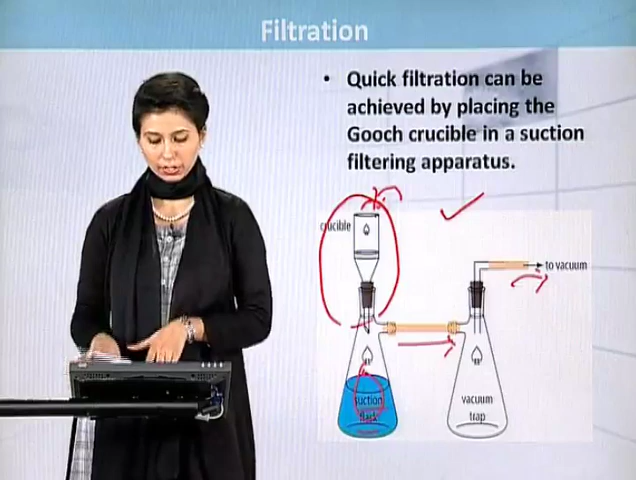 Filtration
• Quick filtration can be
achieved by placing the
Gooch crucible in a suction
filtering apparatus.
crucible
to vacuum
suction
flask
vacuum
trap